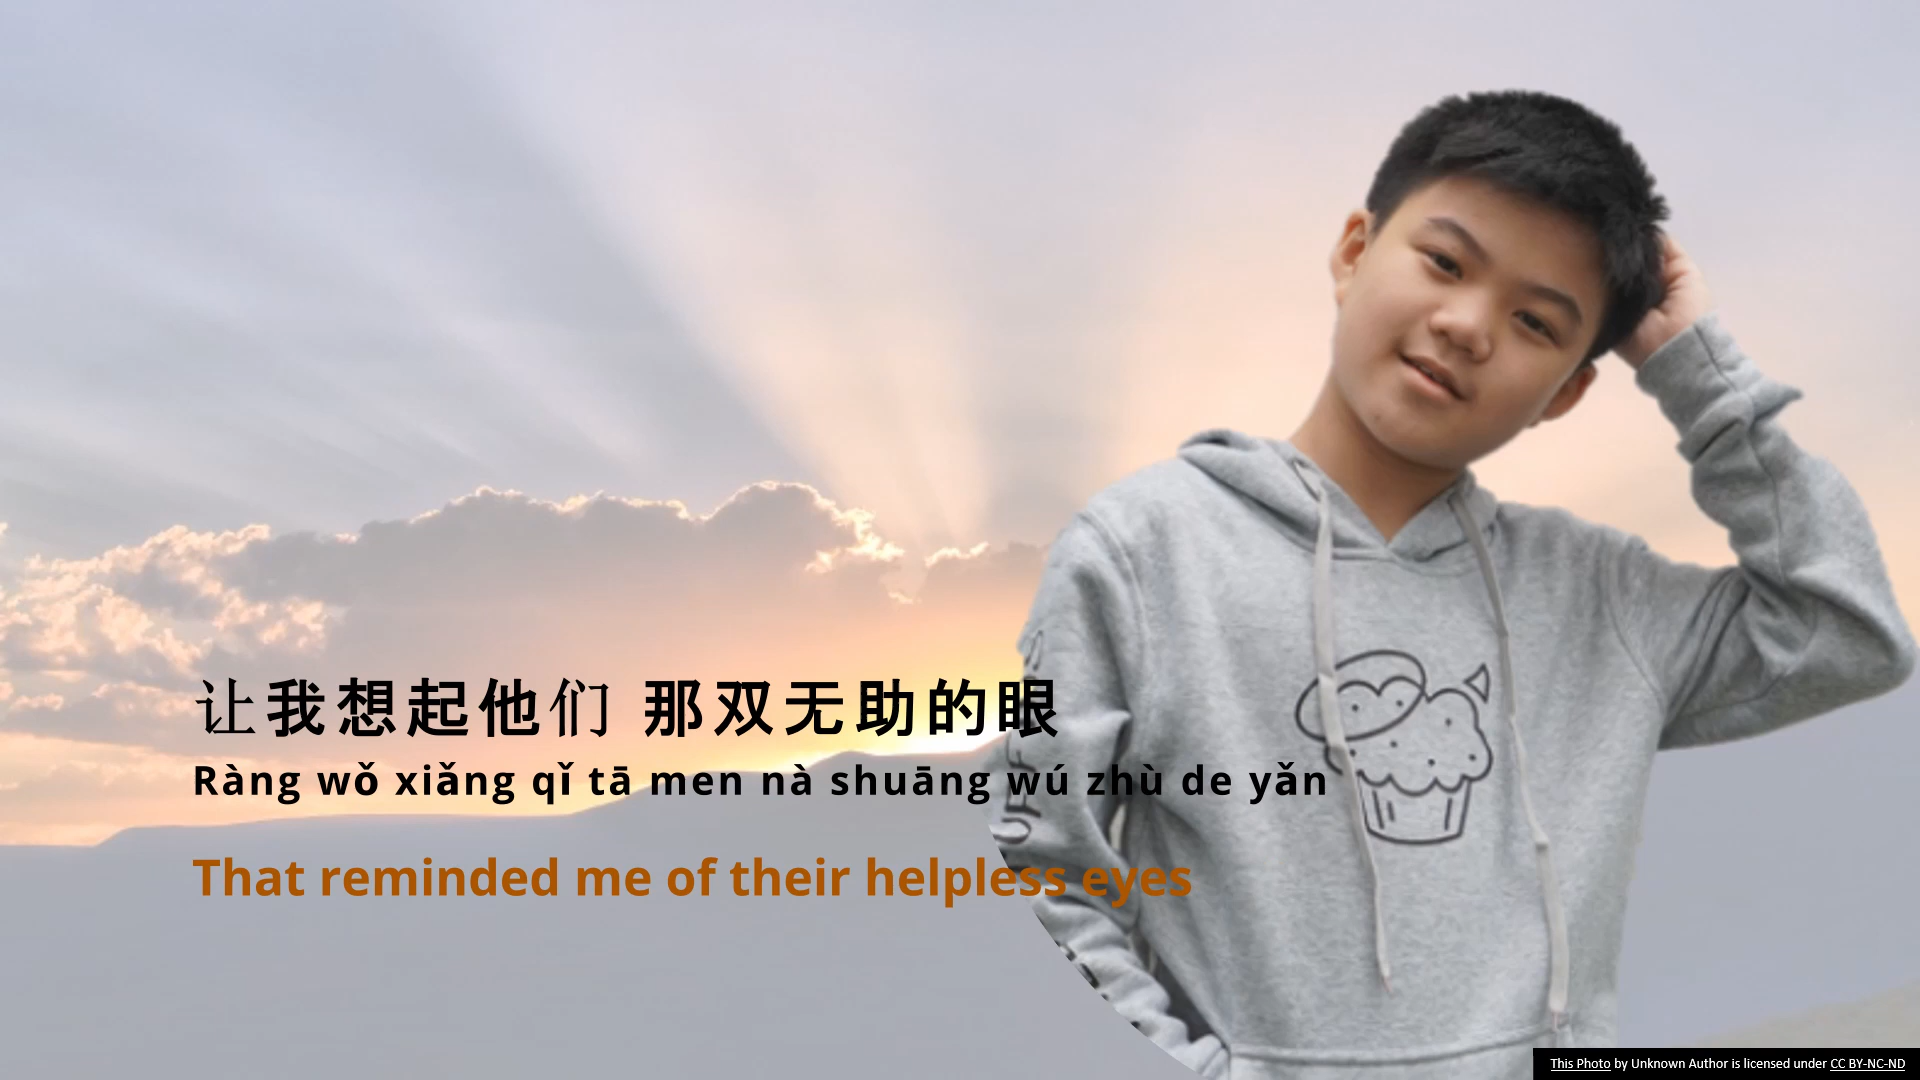 让我想起他们 那双无助的眼
Ràng wǒ xiǎng qǐ tā men nà shuāng wú zhù de yǎn
That reminded me of their helpless eyes
This Photo by Unknown Author is licensed under CC BY-NC-ND